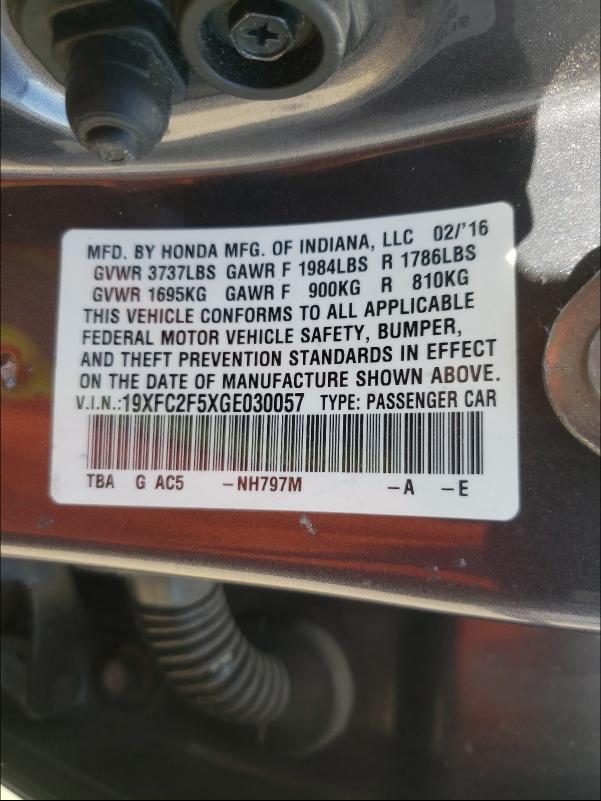 MFD. BY HONDA MFG. OF INDIANA, LLC 02/'16
GVWR 3737LBS GAWR F 1984LBS R 1786LBS
GVWR 1695KG GAWR F 900KG R 810KG
THIS VEHICLE CONFORMS TO ALL APPLICABLE
FEDERAL MOTOR VEHICLE SAFETY, BUMPER,
AND THEFT PREVENTION STANDARDS IN EFFECT
ON THE DATE OF MANUFACTURE SHOWN ABOVE.
V.I.N.:19XFC2F5XGE030057 TYPE: PASSENGER CAR
TBA G AC5 -NH797M -A -E